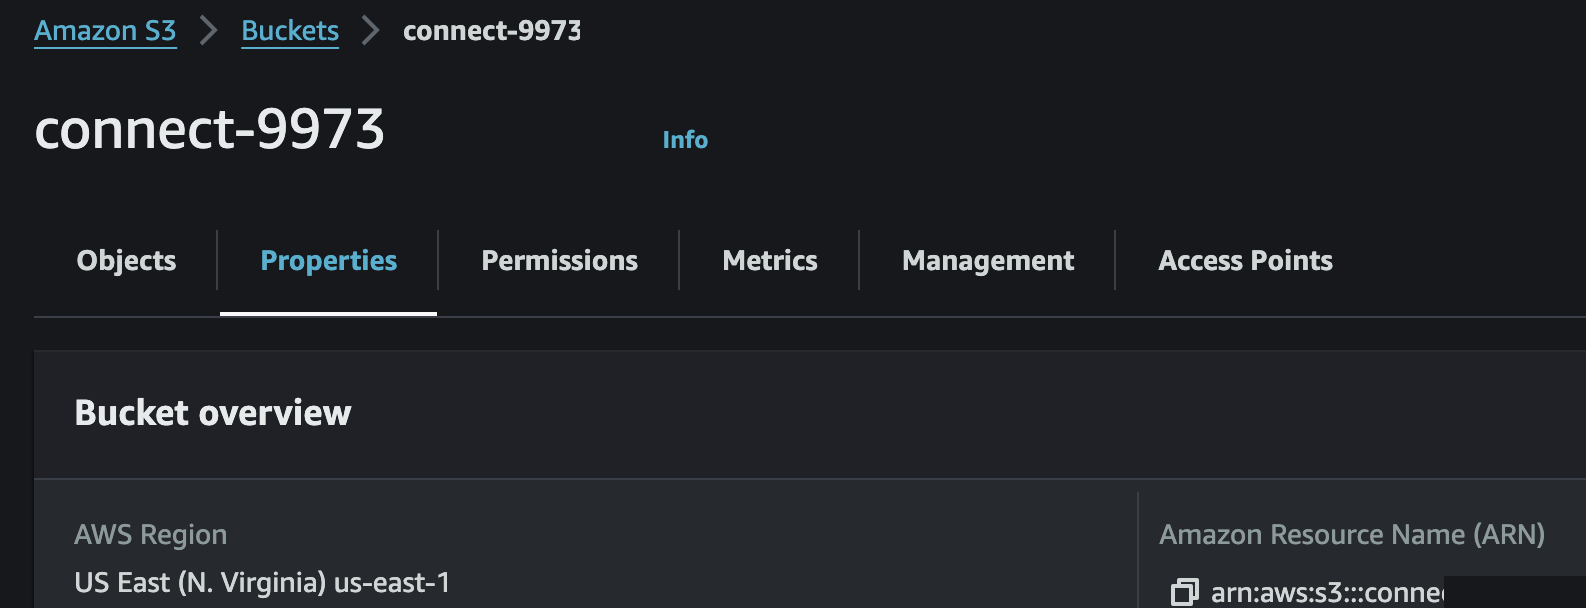 Amazon S3 > Buckets > connect-9973
connect-9973 Info
Objects Properties Permissions Metrics Management Access Points
Bucket overview
AWS Region
US East (N. Virginia) us-east-1
Amazon Resource Name (ARN)
arn:aws:s3:::conne